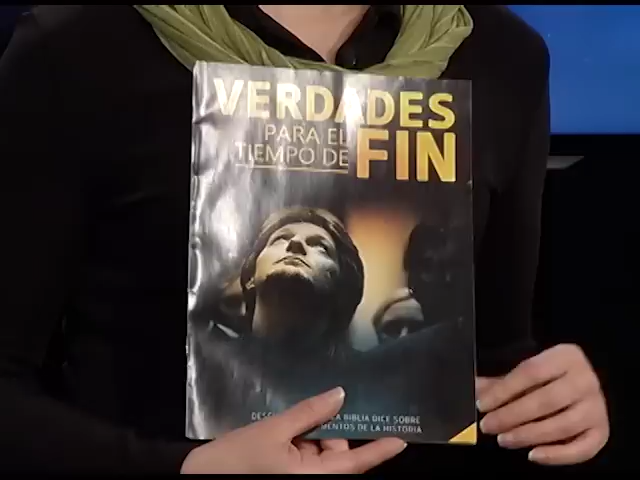 VERDADES
PARA EL
TIEMPO DE FIN
LA BIBLIA DICE SOBRE
DE LA HISTORIA